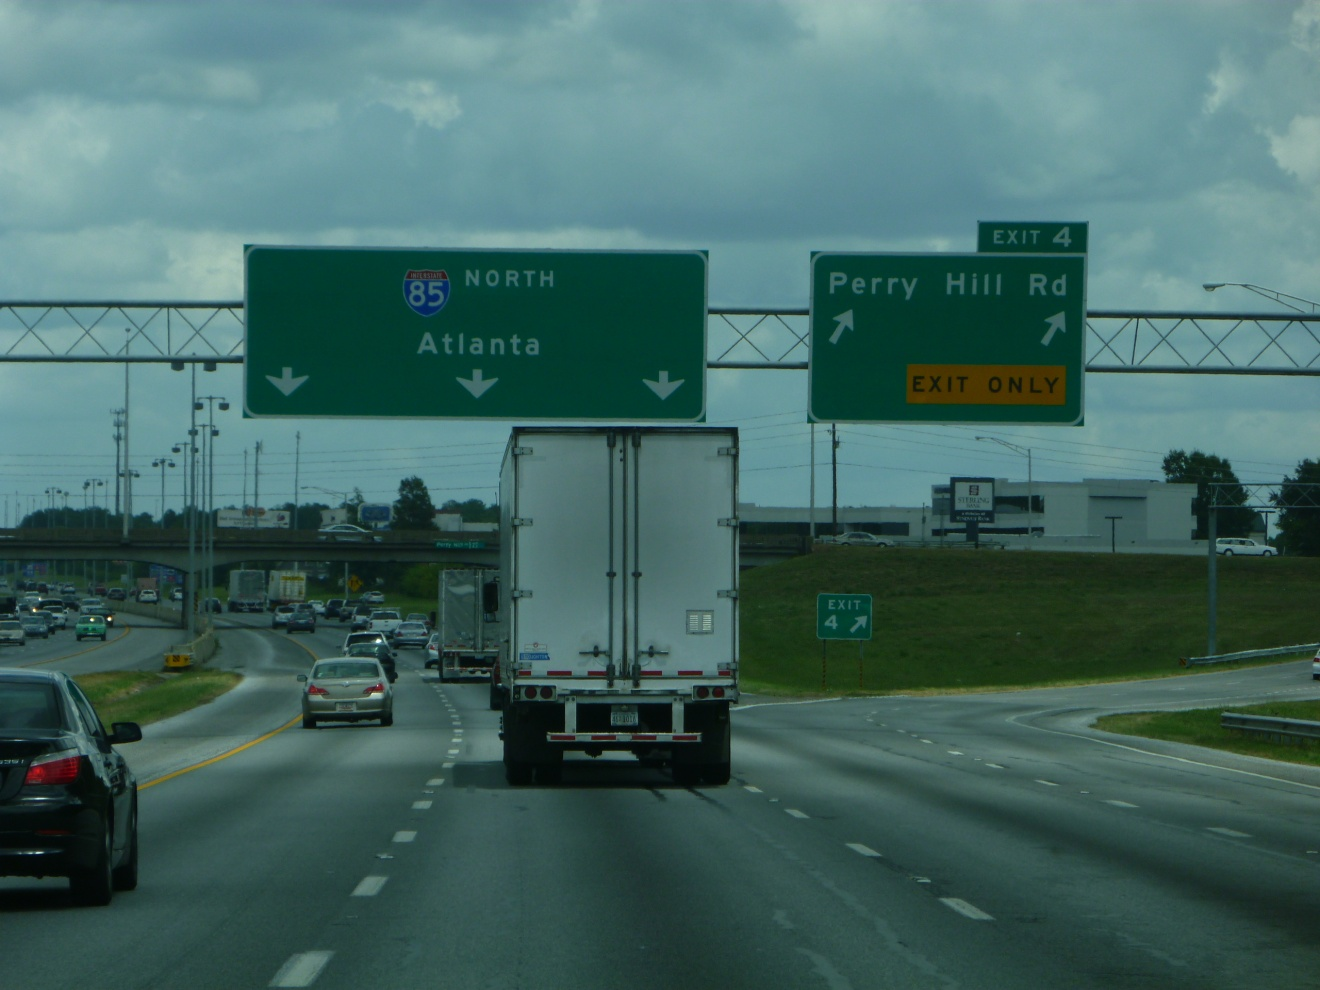 EXIT 4
INTERSTATE
85 NORTH
Atlanta
Perry Hill Rd
EXIT ONLY
STERLING
EXIT
4